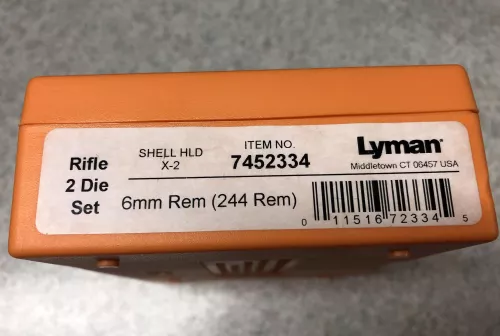 Rifle
2 Die
Set
SHELL HLD
X-2
ITEM NO.
7452334
6mm Rem (244 Rem)
Lyman®
Middletown CT 06457 USA
0 11516 72334 5